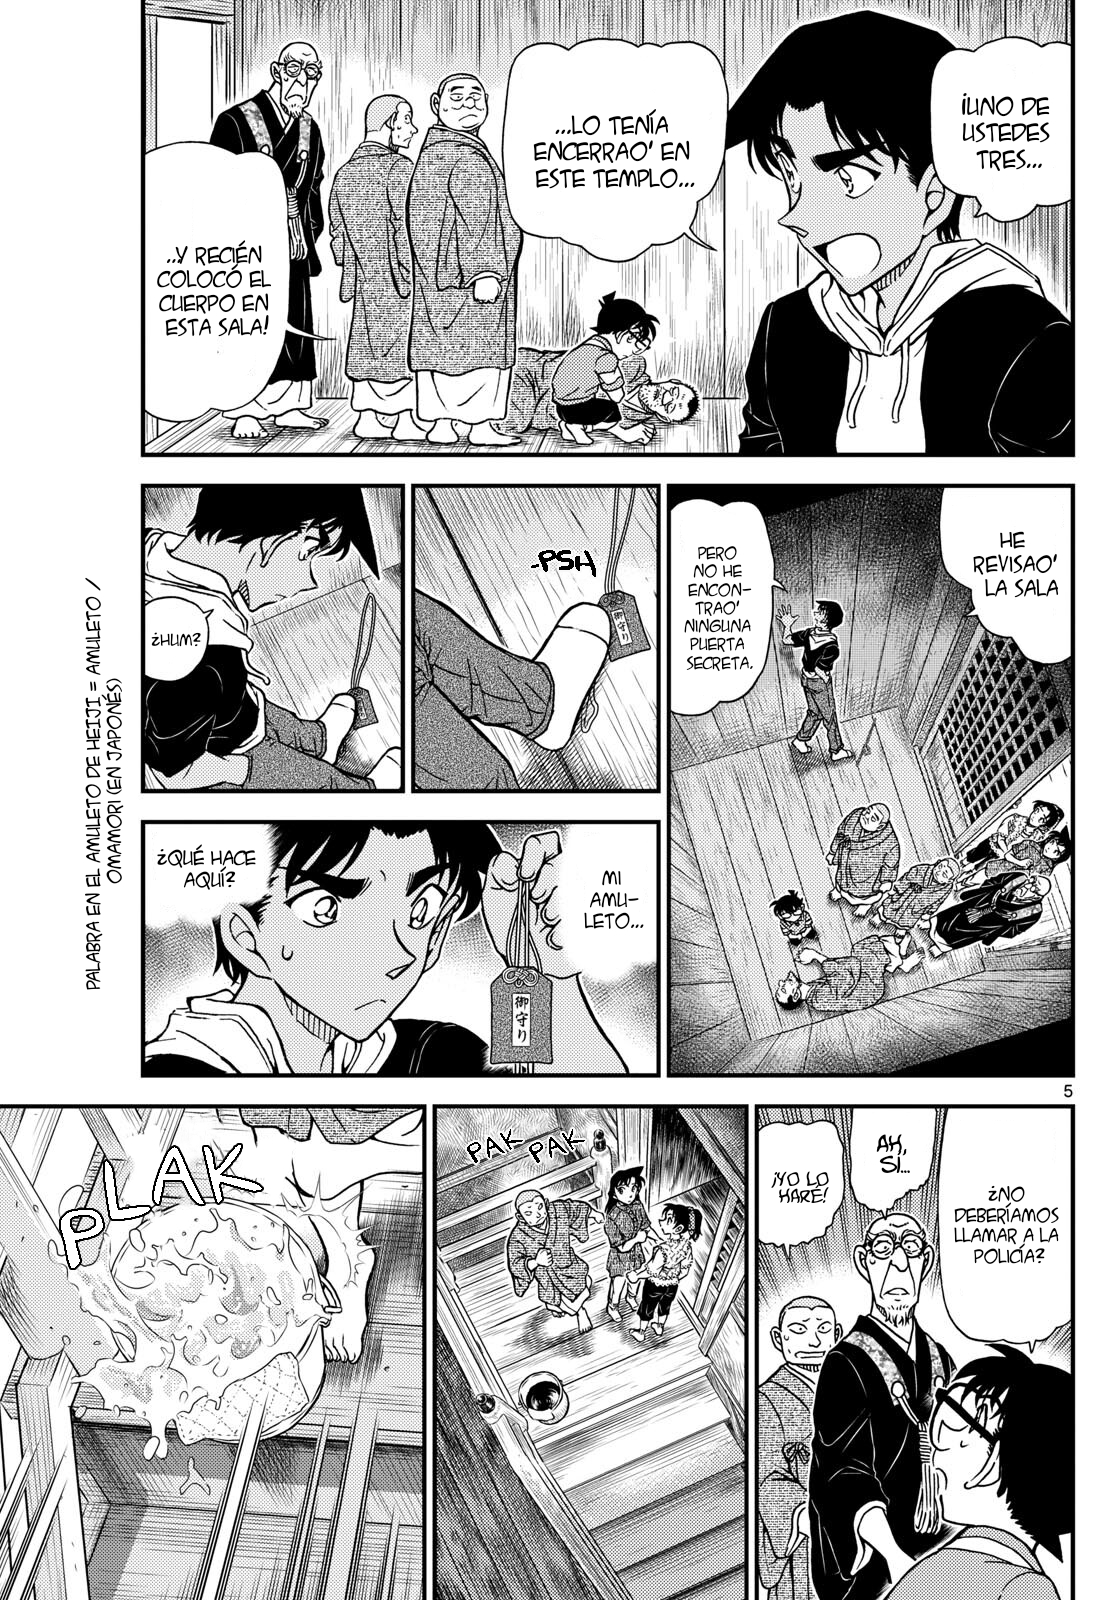 ¡UNO DE
USTEDES
TRES...
...LO TENÍA
ENCERRAO' EN
ESTE TEMPLO...
...Y RECIÉN
COLOCÓ EL
CUERPO EN
ESTA SALA!
HE
REVISAO'
LA SALA
PERO
NO HE
ENCON-
TRAO'
NINGUNA
PUERTA
SECRETA.
-PSH
御守り
¿HUM?
MI
AMU-
LETO...
¿QUÉ HACE
AQUÍ?
御守り
PALABRA EN EL AMULETO DE HEIJI = AMULETO /
OMAMORI (EN JAPONÉS)
5
¿NO
DEBERÍAMOS
LLAMAR A LA
POLICÍA?
AH,
SÍ...
¡YO LO
HARÉ!
PAK PAK
PLAK